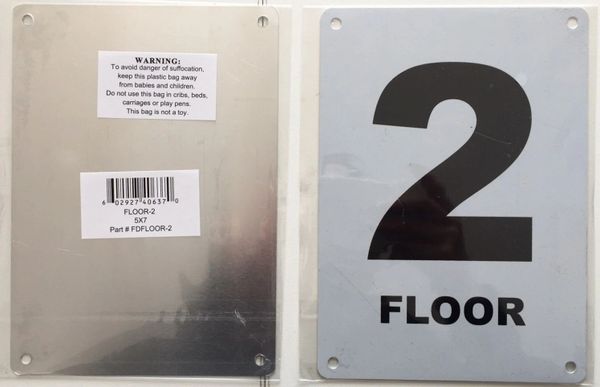 WARNING:
To avoid danger of suffocation,
keep this plastic bag away
from babies and children.
Do not use this bag in cribs, beds,
carriages or play pens.
This bag is not a toy.
6 02927 40637 0
FLOOR-2
5X7
Part # FDFLOOR-2
2
FLOOR